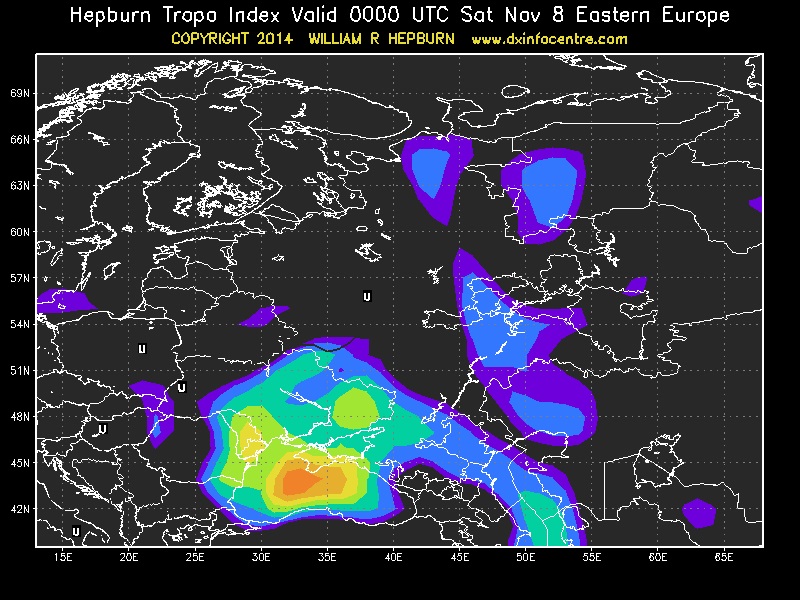 Hepburn Tropo Index Valid 0000 UTC Sat Nov 8 Eastern Europe
COPYRIGHT 2014 WILLIAM R HEPBURN www.dxinfocentre.com
69N
66N
63N
60N
57N
U
54N
U
51N
U
48N
U
45N
42N
U
15E 20E 25E 30E 35E 40E 45E 50E 55E 60E 65E